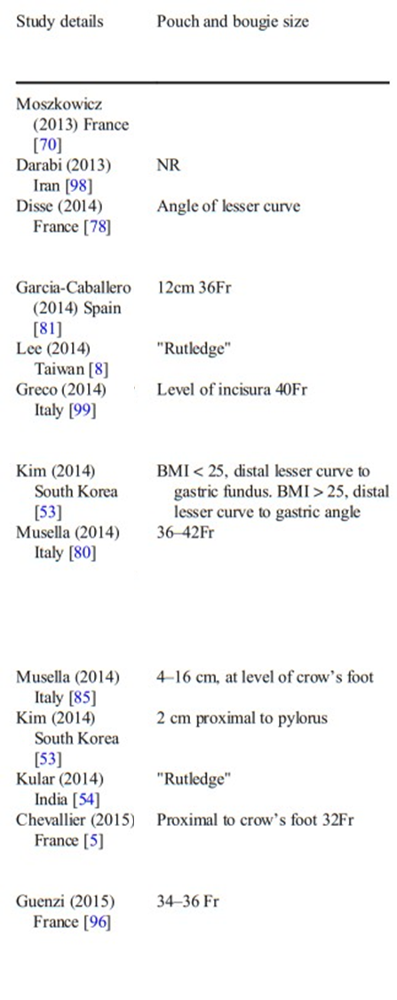 Study details Pouch and bougie size
Moszkowicz
(2013) France
[70]
Darabi (2013) NR
Iran [98]
Disse (2014) Angle of lesser curve
France [78]
Garcia-Caballero 12cm 36Fr
(2014) Spain
[81]
Lee (2014) "Rutledge"
Taiwan [8]
Greco (2014) Level of incisura 40Fr
Italy [99]
Kim (2014) BMI < 25, distal lesser curve to
South Korea gastric fundus. BMI > 25, distal
[53] lesser curve to gastric angle
Musella (2014) 36–42Fr
Italy [80]
Musella (2014) 4–16 cm, at level of crow's foot
Italy [85]
Kim (2014) 2 cm proximal to pylorus
South Korea
[53]
Kular (2014) "Rutledge"
India [54]
Chevallier (2015) Proximal to crow's foot 32Fr
France [5]
Guenzi (2015) 34–36 Fr
France [96]